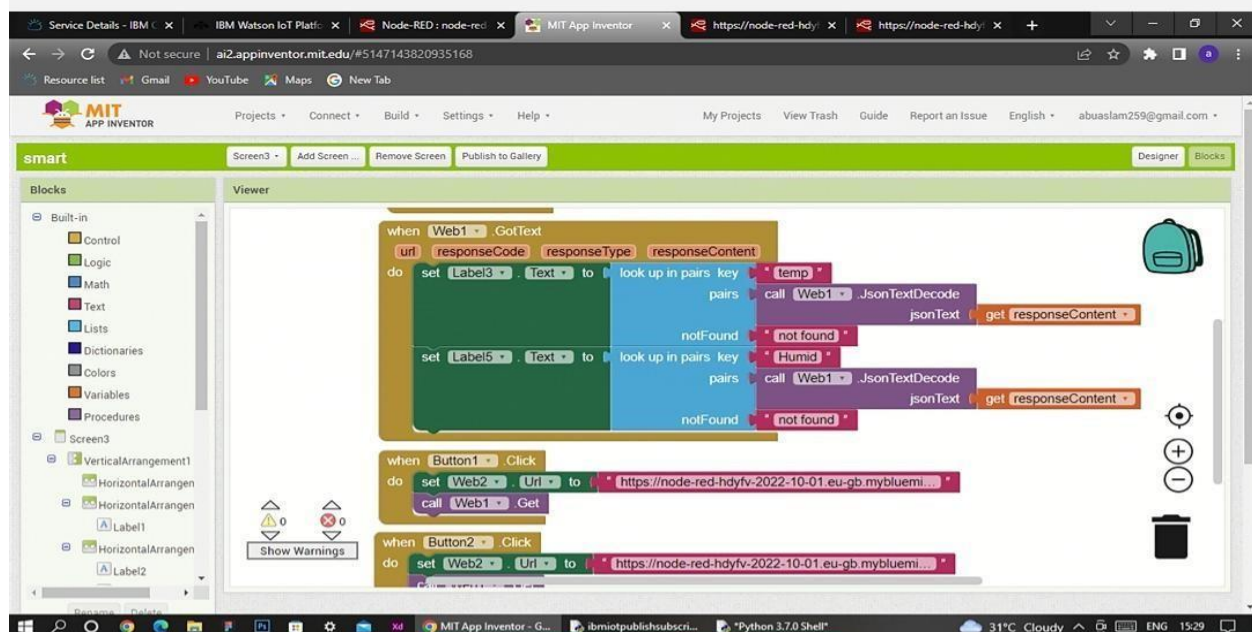 Service Details - IBM C
IBM Watson IoT Platfo
Node-RED : node-red
MIT App Inventor
https://node-red-hdyf
https://node-red-hdyf
Not secure | ai2.appinventor.mit.edu/#5147143820935168
Resource list Gmail YouTube Maps New Tab
MIT
APP INVENTOR
Projects Connect Build Settings Help My Projects View Trash Guide Report an Issue English abuaslam259@gmail.com
smart Screen3 Add Screen ... Remove Screen Publish to Gallery Designer Blocks
Blocks Viewer
Built-in
Control
Logic
Math
Text
Lists
Dictionaries
Colors
Variables
Procedures
Screen3
VerticalArrangement1
HorizontalArrangen
HorizontalArrangen
Label1
HorizontalArrangen
Label2
Rename Delete
when Web1 .GotText
url responseCode responseType responseContent
do set Label3 . Text to look up in pairs key " temp "
pairs call Web1 .JsonTextDecode
jsonText get responseContent
notFound " not found "
set Label5 . Text to look up in pairs key " Humid "
pairs call Web1 .JsonTextDecode
jsonText get responseContent
notFound " not found "
when Button1 .Click
do set Web2 . Url to " https://node-red-hdyfv-2022-10-01.eu-gb.mybluemi... "
call Web1 .Get
when Button2 .Click
do set Web2 . Url to " https://node-red-hdyfv-2022-10-01.eu-gb.mybluemi... "
0 0
Show Warnings
MIT App Inventor - G... ibmiotpublishsubscri... *Python 3.7.0 Shell* 31°C Cloudy ENG 15:29